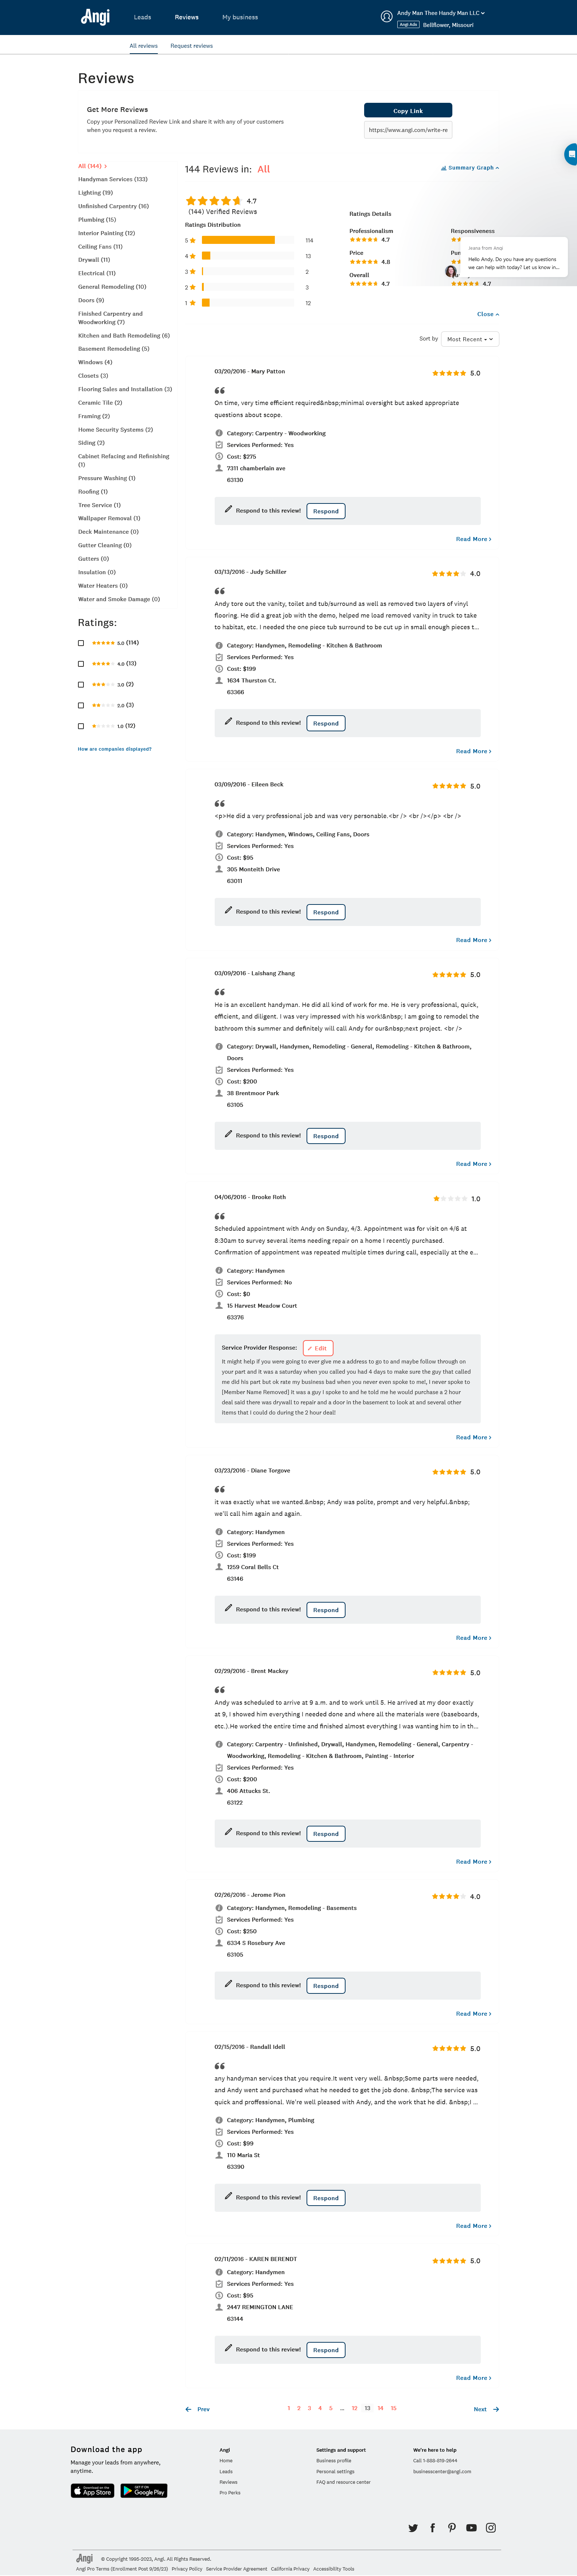 Angi
Leads
Reviews
My business
Andy Man Thee Handy Man LLC
Angi Ads Bellflower, Missouri
All reviews
Request reviews
Reviews
Get More Reviews
Copy your Personalized Review Link and share it with any of your customers
when you request a review.
Copy Link
https://www.angi.com/write-re
All (144) >
Handyman Services (133)
Lighting (19)
Unfinished Carpentry (16)
Plumbing (15)
Interior Painting (12)
Ceiling Fans (11)
Drywall (11)
Electrical (11)
General Remodeling (10)
Doors (9)
Finished Carpentry and
Woodworking (7)
Kitchen and Bath Remodeling (6)
Basement Remodeling (5)
Windows (4)
Closets (3)
Flooring Sales and Installation (3)
Ceramic Tile (2)
Framing (2)
Home Security Systems (2)
Siding (2)
Cabinet Refacing and Refinishing
(1)
Pressure Washing (1)
Roofing (1)
Tree Service (1)
Wallpaper Removal (1)
Deck Maintenance (0)
Gutter Cleaning (0)
Gutters (0)
Insulation (0)
Water Heaters (0)
Water and Smoke Damage (0)
Ratings:
5.0 (114)
4.0 (13)
3.0 (2)
2.0 (3)
1.0 (12)
How are companies displayed?
144 Reviews in: All
Summary Graph
4.7
(144) Verified Reviews
Ratings Distribution
5 114
4 13
3 2
2 3
1 12
Ratings Details
Professionalism
4.7
Price
4.8
Overall
4.7
Responsiveness
Pun
4.7
Jeana from Angi
Hello Andy. Do you have any questions
we can help with today? Let us know in...
Close
Sort by
Most Recent -
03/20/2016 - Mary Patton
5.0
On time, very time efficient required&nbsp;minimal oversight but asked appropriate
questions about scope.
Category: Carpentry - Woodworking
Services Performed: Yes
Cost: $275
7311 chamberlain ave
63130
Respond to this review!
Respond
Read More >
03/13/2016 - Judy Schiller
4.0
Andy tore out the vanity, toilet and tub/surround as well as removed two layers of vinyl
flooring. He did a great job with the demo, helped me load removed vanity in truck to take
to habitat, etc. I needed the one piece tub surround to be cut up in small enough pieces t...
Category: Handymen, Remodeling - Kitchen & Bathroom
Services Performed: Yes
Cost: $199
1634 Thurston Ct.
63366
Respond to this review!
Respond
Read More >
03/09/2016 - Eileen Beck
5.0
<p>He did a very professional job and was very personable.<br /> <br /></p> <br />
Category: Handymen, Windows, Ceiling Fans, Doors
Services Performed: Yes
Cost: $95
305 Monteith Drive
63011
Respond to this review!
Respond
Read More >
03/09/2016 - Laishang Zhang
5.0
He is an excellent handyman. He did all kind of work for me. He is very professional, quick,
efficient, and diligent. I was very impressed with his work!&nbsp; I am going to remodel the
bathroom this summer and definitely will call Andy for our&nbsp;next project. <br />
Category: Drywall, Handymen, Remodeling - General, Remodeling - Kitchen & Bathroom,
Doors
Services Performed: Yes
Cost: $200
38 Brentmoor Park
63105
Respond to this review!
Respond
Read More >
04/06/2016 - Brooke Roth
1.0
Scheduled appointment with Andy on Sunday, 4/3. Appointment was for visit on 4/6 at
8:30am to survey several items needing repair on a home I recently purchased.
Confirmation of appointment was repeated multiple times during call, especially at the e...
Category: Handymen
Services Performed: No
Cost: $0
15 Harvest Meadow Court
63376
Service Provider Response:
Edit
It might help if you were going to ever give me a address to go to and maybe follow through on
your part and it was a saturday when you called you had 4 days to make sure the guy that called
me did his part but ok rate my business bad when you never even spoke to me!, I never spoke to
[Member Name Removed] it was a guy I spoke to and he told me he would purchase a 2 hour
deal said there was drywall to repair and a door in the basement to look at and several other
items that I could do during the 2 hour deal!
Read More >
03/23/2016 - Diane Torgove
5.0
it was exactly what we wanted.&nbsp; Andy was polite, prompt and very helpful.&nbsp;
we'll call him again and again.
Category: Handymen
Services Performed: Yes
Cost: $199
1259 Coral Bells Ct
63146
Respond to this review!
Respond
Read More >
02/29/2016 - Brent Mackey
5.0
Andy was scheduled to arrive at 9 a.m. and to work until 5. He arrived at my door exactly
at 9, I showed him everything I needed done and where all the materials were (baseboards,
etc.).He worked the entire time and finished almost everything I was wanting him to in th...
Category: Carpentry - Unfinished, Drywall, Handymen, Remodeling - General, Carpentry -
Woodworking, Remodeling - Kitchen & Bathroom, Painting - Interior
Services Performed: Yes
Cost: $200
406 Attucks St.
63122
Respond to this review!
Respond
Read More >
02/26/2016 - Jerome Pion
4.0
Category: Handymen, Remodeling - Basements
Services Performed: Yes
Cost: $250
6334 S Rosebury Ave
63105
Respond to this review!
Respond
Read More >
02/15/2016 - Randall Idell
5.0
any handyman services that you require.It went very well. &nbsp;Some parts were needed,
and Andy went and purchased what he needed to get the job done. &nbsp;The service was
quick and proffessional. We're well pleased with Andy, and the work that he did. &nbsp;I ...
Category: Handymen, Plumbing
Services Performed: Yes
Cost: $99
110 Maria St
63390
Respond to this review!
Respond
Read More >
02/11/2016 - KAREN BERENDT
5.0
Category: Handymen
Services Performed: Yes
Cost: $95
2447 REMINGTON LANE
63144
Respond to this review!
Respond
Read More >
Prev
1 2 3 4 5 ... 12 13 14 15
Next
Download the app
Manage your leads from anywhere,
anytime.
Download on the App Store
GET IT ON Google Play
Angi
Home
Leads
Reviews
Pro Perks
Settings and support
Business profile
Personal settings
FAQ and resource center
We're here to help
Call 1-888-819-2644
businesscenter@angi.com
Angi
© Copyright 1995-2023, Angi. All Rights Reserved.
Angi Pro Terms (Enrollment Post 9/26/23) Privacy Policy Service Provider Agreement California Privacy Accessibility Tools